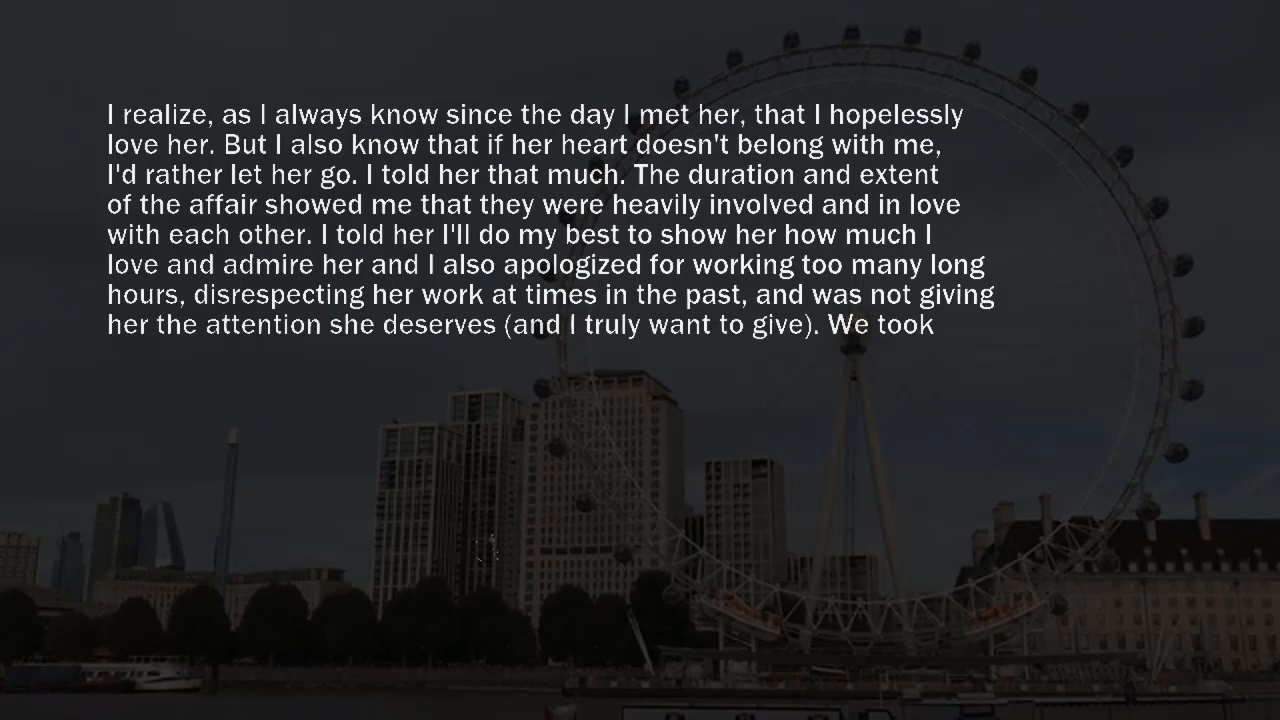 I realize, as I always know since the day I met her, that I hopelessly
love her. But I also know that if her heart doesn't belong with me,
I'd rather let her go. I told her that much. The duration and extent
of the affair showed me that they were heavily involved and in love
with each other. I told her I'll do my best to show her how much I
love and admire her and I also apologized for working too many long
hours, disrespecting her work at times in the past, and was not giving
her the attention she deserves (and I truly want to give). We took